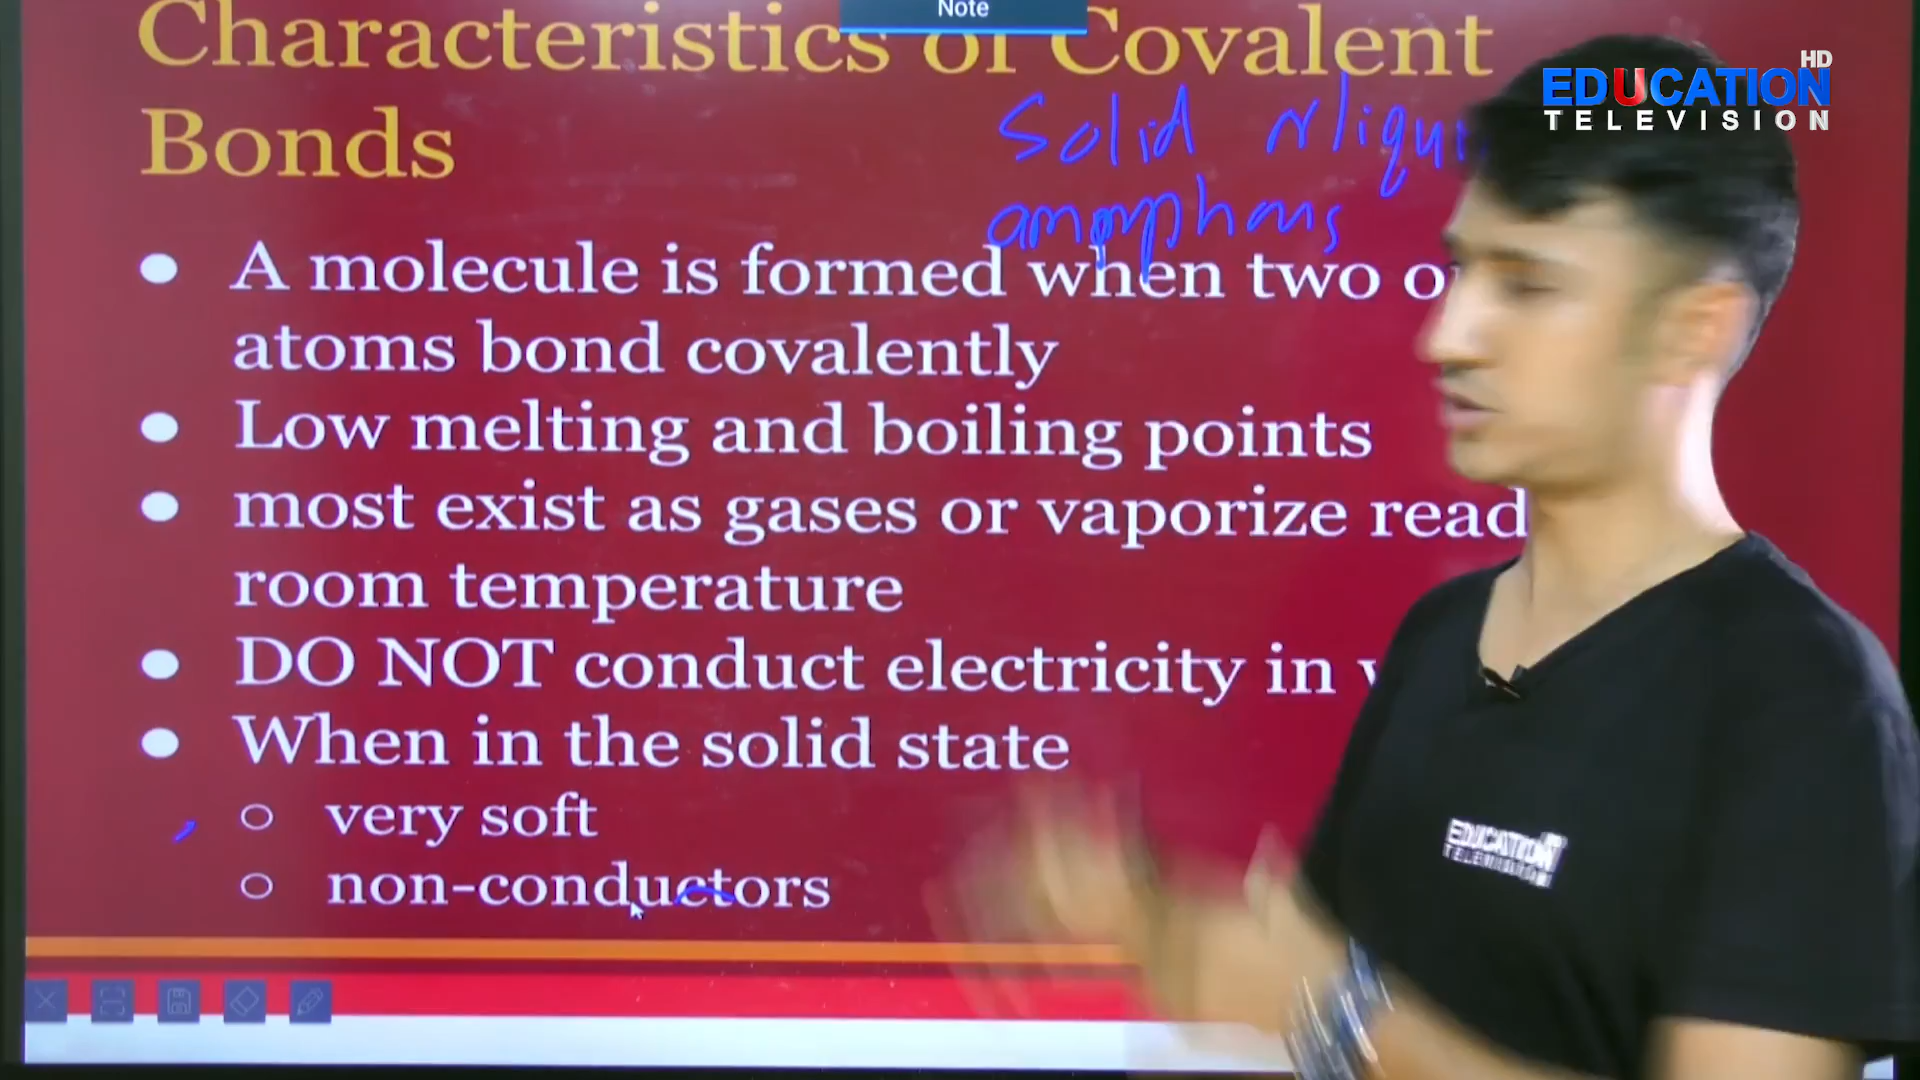 Note
HD
EDUCATION
TELEVISION
Characteristics of Covalent
Bonds
Solid
amorphous
A molecule is formed when two
atoms bond covalently
Low melting and boiling points
most exist as gases or vaporize
room temperature
DO NOT conduct electricity in
When in the solid state
very soft
non-conductors
EDUCATION
TELEVISION